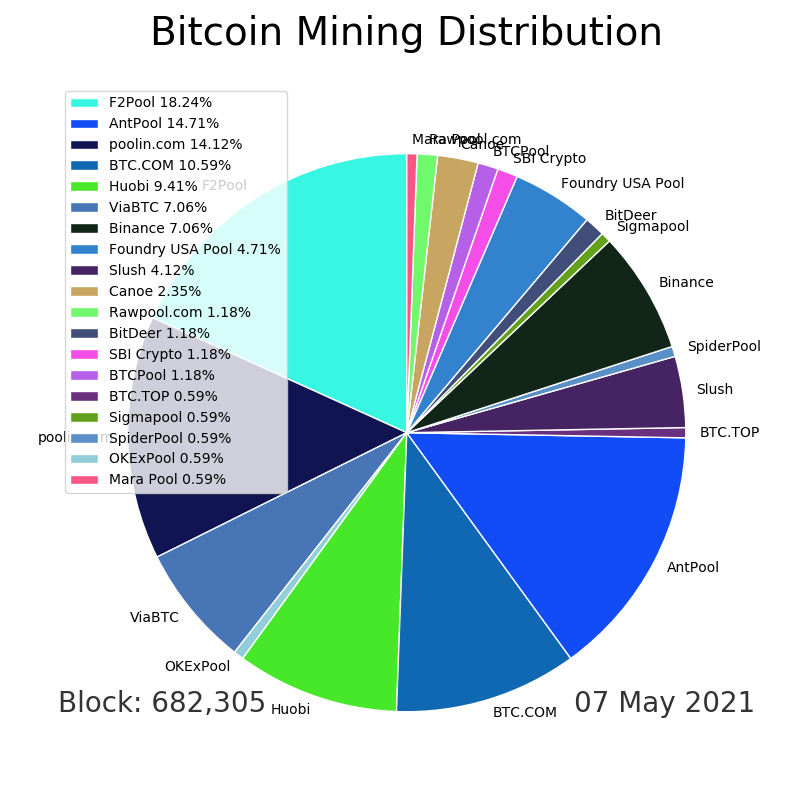 Bitcoin Mining Distribution
F2Pool 18.24%
AntPool 14.71%
poolin.com 14.12%
BTC.COM 10.59%
Huobi 9.41%
ViaBTC 7.06%
Binance 7.06%
Foundry USA Pool 4.71%
Slush 4.12%
Canoe 2.35%
Rawpool.com 1.18%
BitDeer 1.18%
SBI Crypto 1.18%
BTCPool 1.18%
BTC.TOP 0.59%
Sigmapool 0.59%
SpiderPool 0.59%
OKExPool 0.59%
Mara Pool 0.59%
Mara Pool
Rawpool.com
Canoe
BTCPool
SBI Crypto
Foundry USA Pool
BitDeer
Sigmapool
Binance
SpiderPool
Slush
BTC.TOP
AntPool
BTC.COM
Huobi
OKExPool
ViaBTC
poolin.com
F2Pool
Block: 682,305
07 May 2021